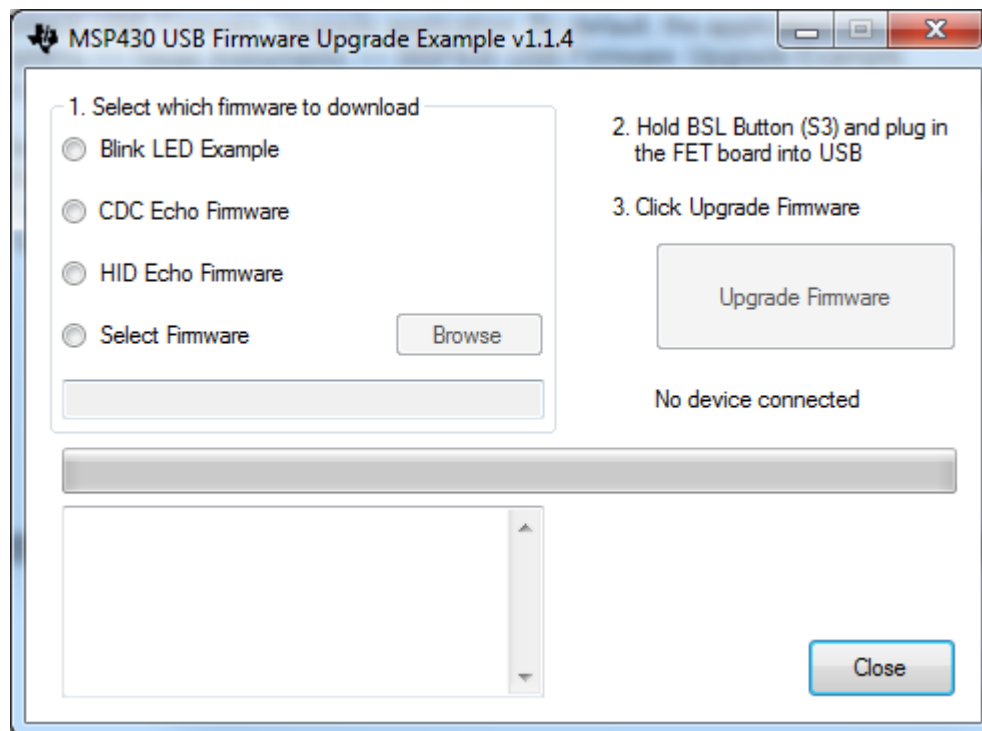 MSP430 USB Firmware Upgrade Example v1.1.4
1. Select which firmware to download
Blink LED Example
CDC Echo Firmware
HID Echo Firmware
Select Firmware
Browse
2. Hold BSL Button (S3) and plug in
the FET board into USB
3. Click Upgrade Firmware
Upgrade Firmware
No device connected
Close